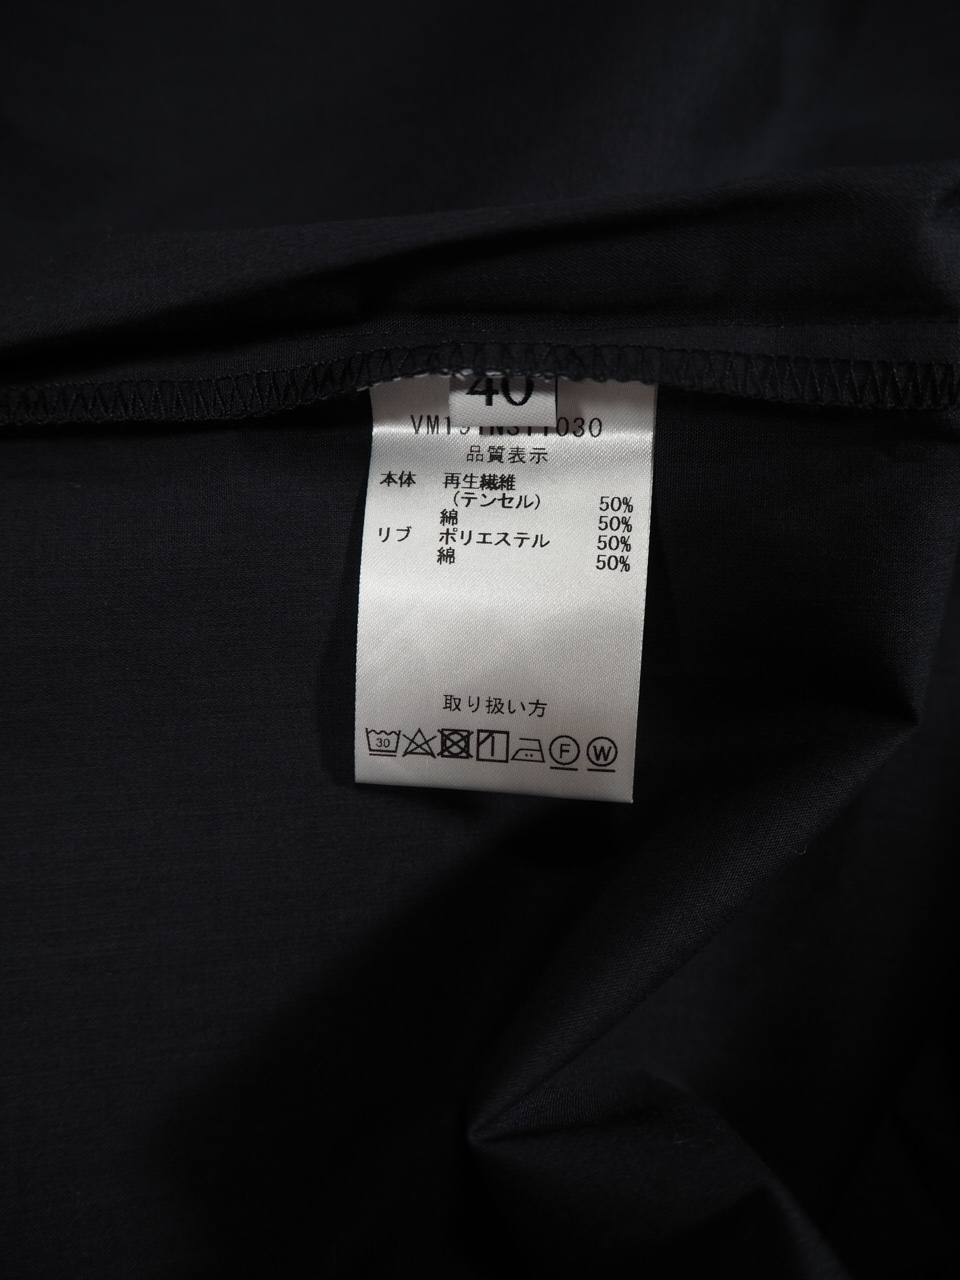 40
品質表示
本体 再生繊維
(テンセル) 50%
綿 50%
リブ ポリエステル 50%
綿 50%
取り扱い方
30
F
W